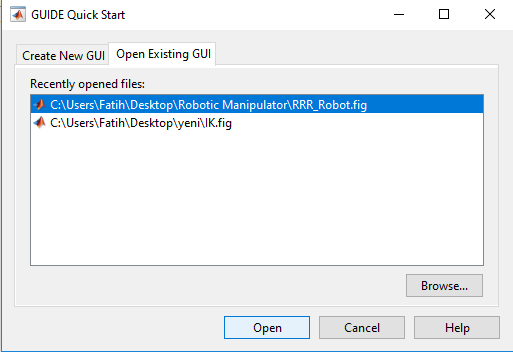 GUIDE Quick Start
Create New GUI Open Existing GUI
Recently opened files:
C:\Users\Fatih\Desktop\Robotic Manipulator\RRR_Robot.fig
C:\Users\Fatih\Desktop\yeni\IK.fig
Browse...
Open Cancel Help